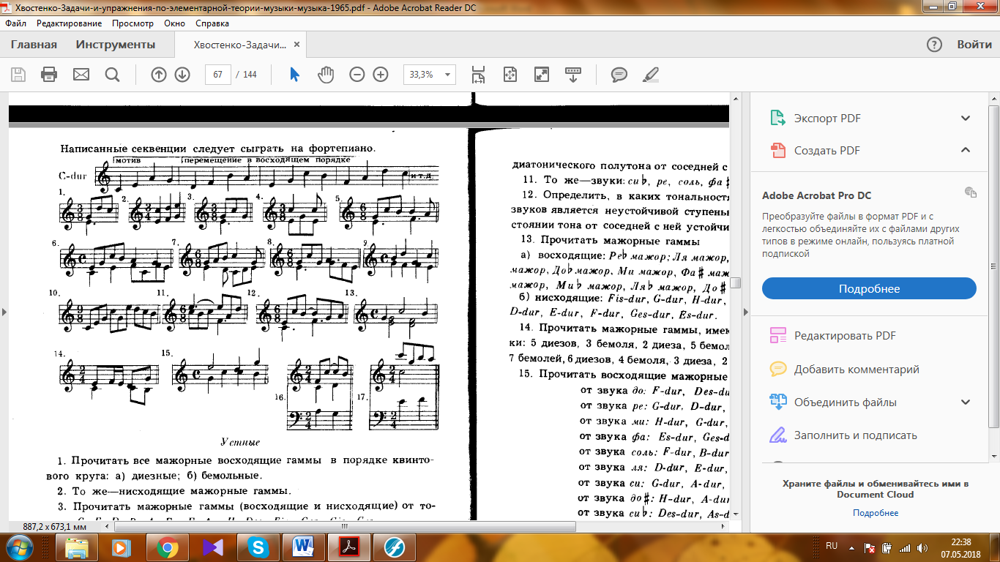 Хвостенко-Задачи-и-упражнения-по-элементарной-теории-музыки-музыка-1965.pdf - Adobe Acrobat Reader DC
Файл Редактирование Просмотр Окно Справка
Главная Инструменты Хвостенко-Задачи... × Войти
67 / 144 33,3%
Написанные секвенции следует сыграть на фортепиано.
мотив перемещение в восходящем порядке
C-dur и т.д.
1. 2. 3. 4. 5.
6. 7. 8. 9.
10. 11. 12. 13.
14. 15. 16. 17.
Устные
1. Прочитать все мажорные восходящие гаммы в порядке квинто-
вого круга: а) диезные; б) бемольные.
2. То же—нисходящие мажорные гаммы.
3. Прочитать мажорные гаммы (восходящие и нисходящие) от то-
диатонического полутона от соседней с
11. То же—звуки: си♭, ре, соль, фа♯
12. Определить, в каких тональност
звуков является неустойчивой ступень
стоянии тона от соседней с ней устойчи
13. Прочитать мажорные гаммы
а) восходящие: Ре♭ мажор; Ля мажор,
мажор, До♭ мажор, Ми мажор, Фа♯ маж
мажор, Ми♭ мажор, Ля♭ мажор, До♯
б) нисходящие: Fis-dur, G-dur, H-dur,
D-dur, E-dur, F-dur, Ges-dur, Es-dur.
14. Прочитать мажорные гаммы, имею
ки: 5 диезов, 3 бемоля, 2 диеза, 5 бемол
7 бемолей, 6 диезов, 4 бемоля, 3 диеза, 2
15. Прочитать восходящие мажорные
от звука до: F-dur, Des-du
от звука ре: G-dur, D-dur,
от звука ми: H-dur, G-dur,
от звука фа: Es-dur, Ges-d
от звука соль: F-dur, B-dur
от звука ля: D-dur, E-dur,
от звука си: G-dur, A-dur,
от звука до♯: H-dur, A-dur
от звука си♭: Des-dur, As-d
887,2 x 673,1 мм
Экспорт PDF
Создать PDF
Adobe Acrobat Pro DC
Преобразуйте файлы в формат PDF и с
легкостью объединяйте их с файлами других
типов в режиме онлайн, пользуясь платной
подпиской
Подробнее
Редактировать PDF
Добавить комментарий
Объединить файлы
Заполнить и подписать
Храните файлы и обменивайтесь ими в
Document Cloud
Подробнее
RU 22:38
07.05.2018